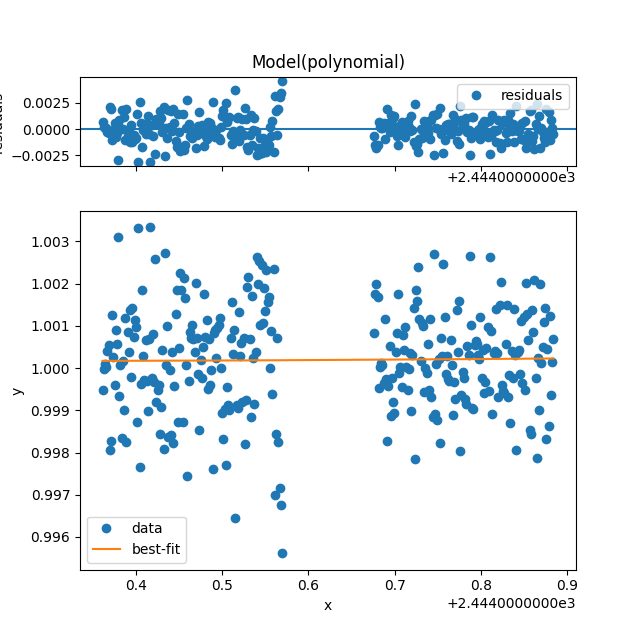 Model(polynomial)
residuals
0.0025
0.0000
−0.0025
residuals
+2.4440000000e3
1.003
1.002
1.001
1.000
0.999
0.998
0.997
0.996
y
data
best-fit
0.4
0.5
0.6
0.7
0.8
0.9
x
+2.4440000000e3